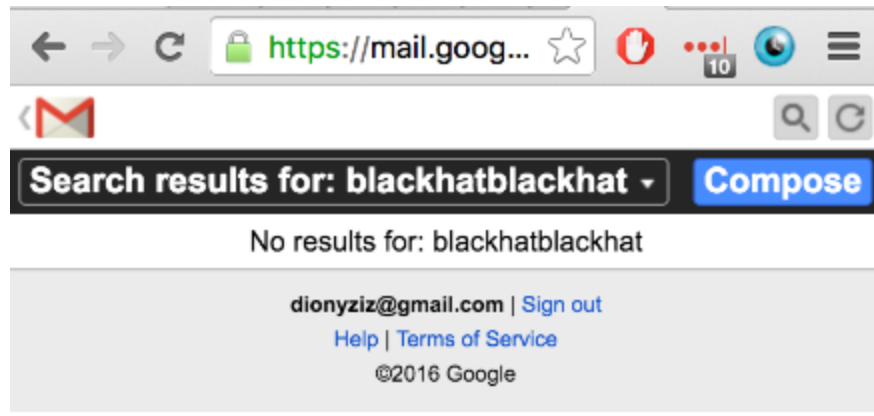 https://mail.goog...
10
Search results for: blackhatblackhat
Compose
No results for: blackhatblackhat
dionyziz@gmail.com | Sign out
Help | Terms of Service
©2016 Google